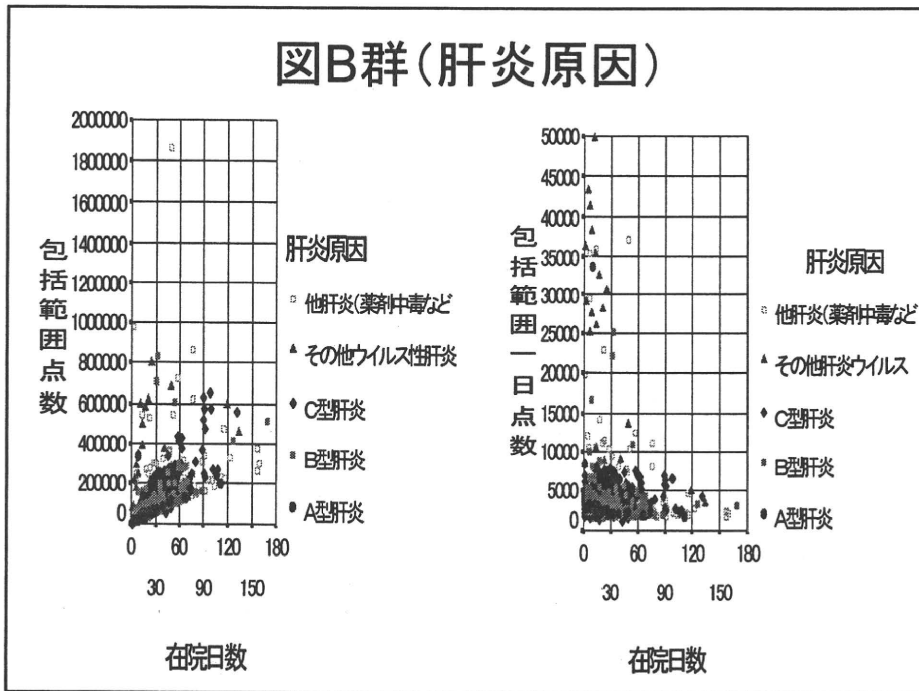 図B群(肝炎原因)
2000000
1800000
1600000
1400000
1200000
1000000
800000
600000
400000
200000
0
包括範囲点数
0 60 120 180
30 90 150
在院日数
肝炎原因
他肝炎(薬剤中毒など
その他ウイルス性肝炎
C型肝炎
B型肝炎
A型肝炎
50000
45000
40000
35000
30000
25000
20000
15000
10000
5000
0
包括範囲一日点数
0 60 120 180
30 90 150
在院日数
肝炎原因
他肝炎(薬剤中毒など
その他肝炎ウイルス
C型肝炎
B型肝炎
A型肝炎